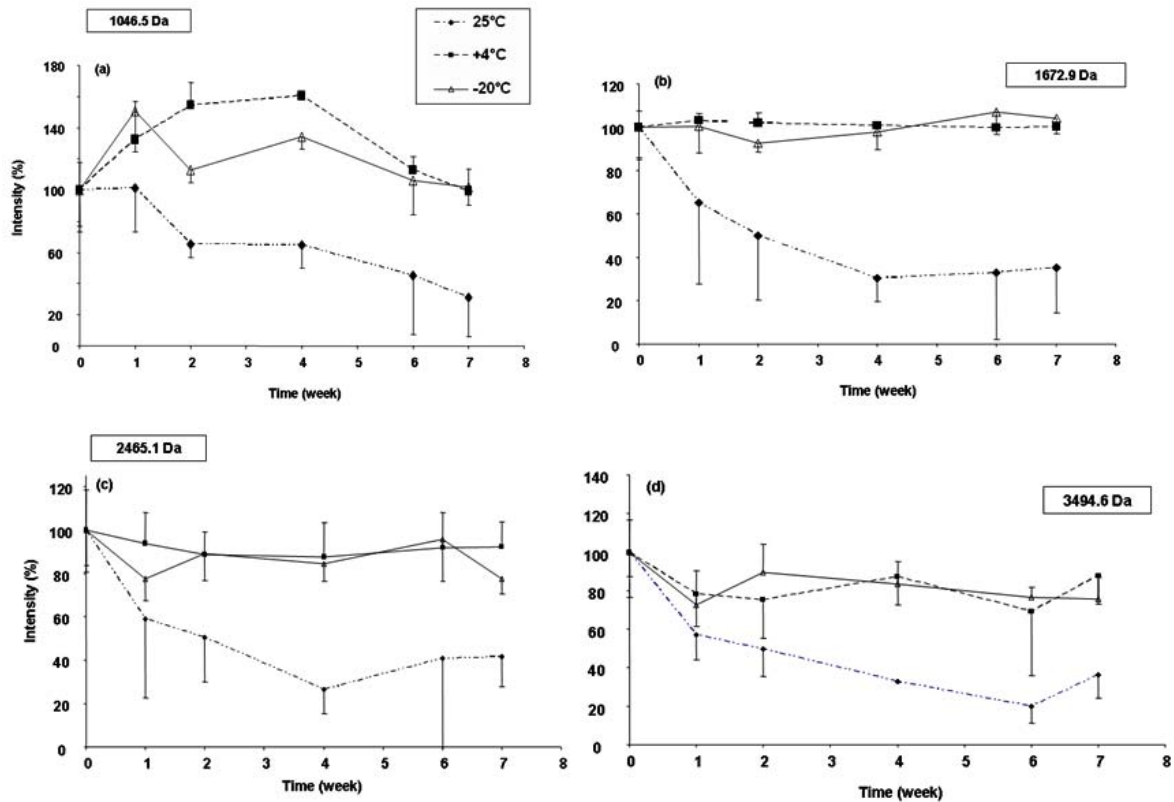 1046.5 Da
25°C
+4°C
-20°C
(a)
180
140
100
60
40
20
0
Intensity (%)
0 1 2 3 4 5 6 7 8
Time (week)
(b)
1672.9 Da
120
100
80
60
40
20
0
0 1 2 3 4 5 6 7 8
Time (week)
2465.1 Da
(c)
120
100
80
60
40
20
0
Intensity (%)
0 1 2 3 4 5 6 7 8
Time (week)
(d)
3494.6 Da
140
120
100
80
60
40
20
0
0 1 2 3 4 5 6 7 8
Time (week)